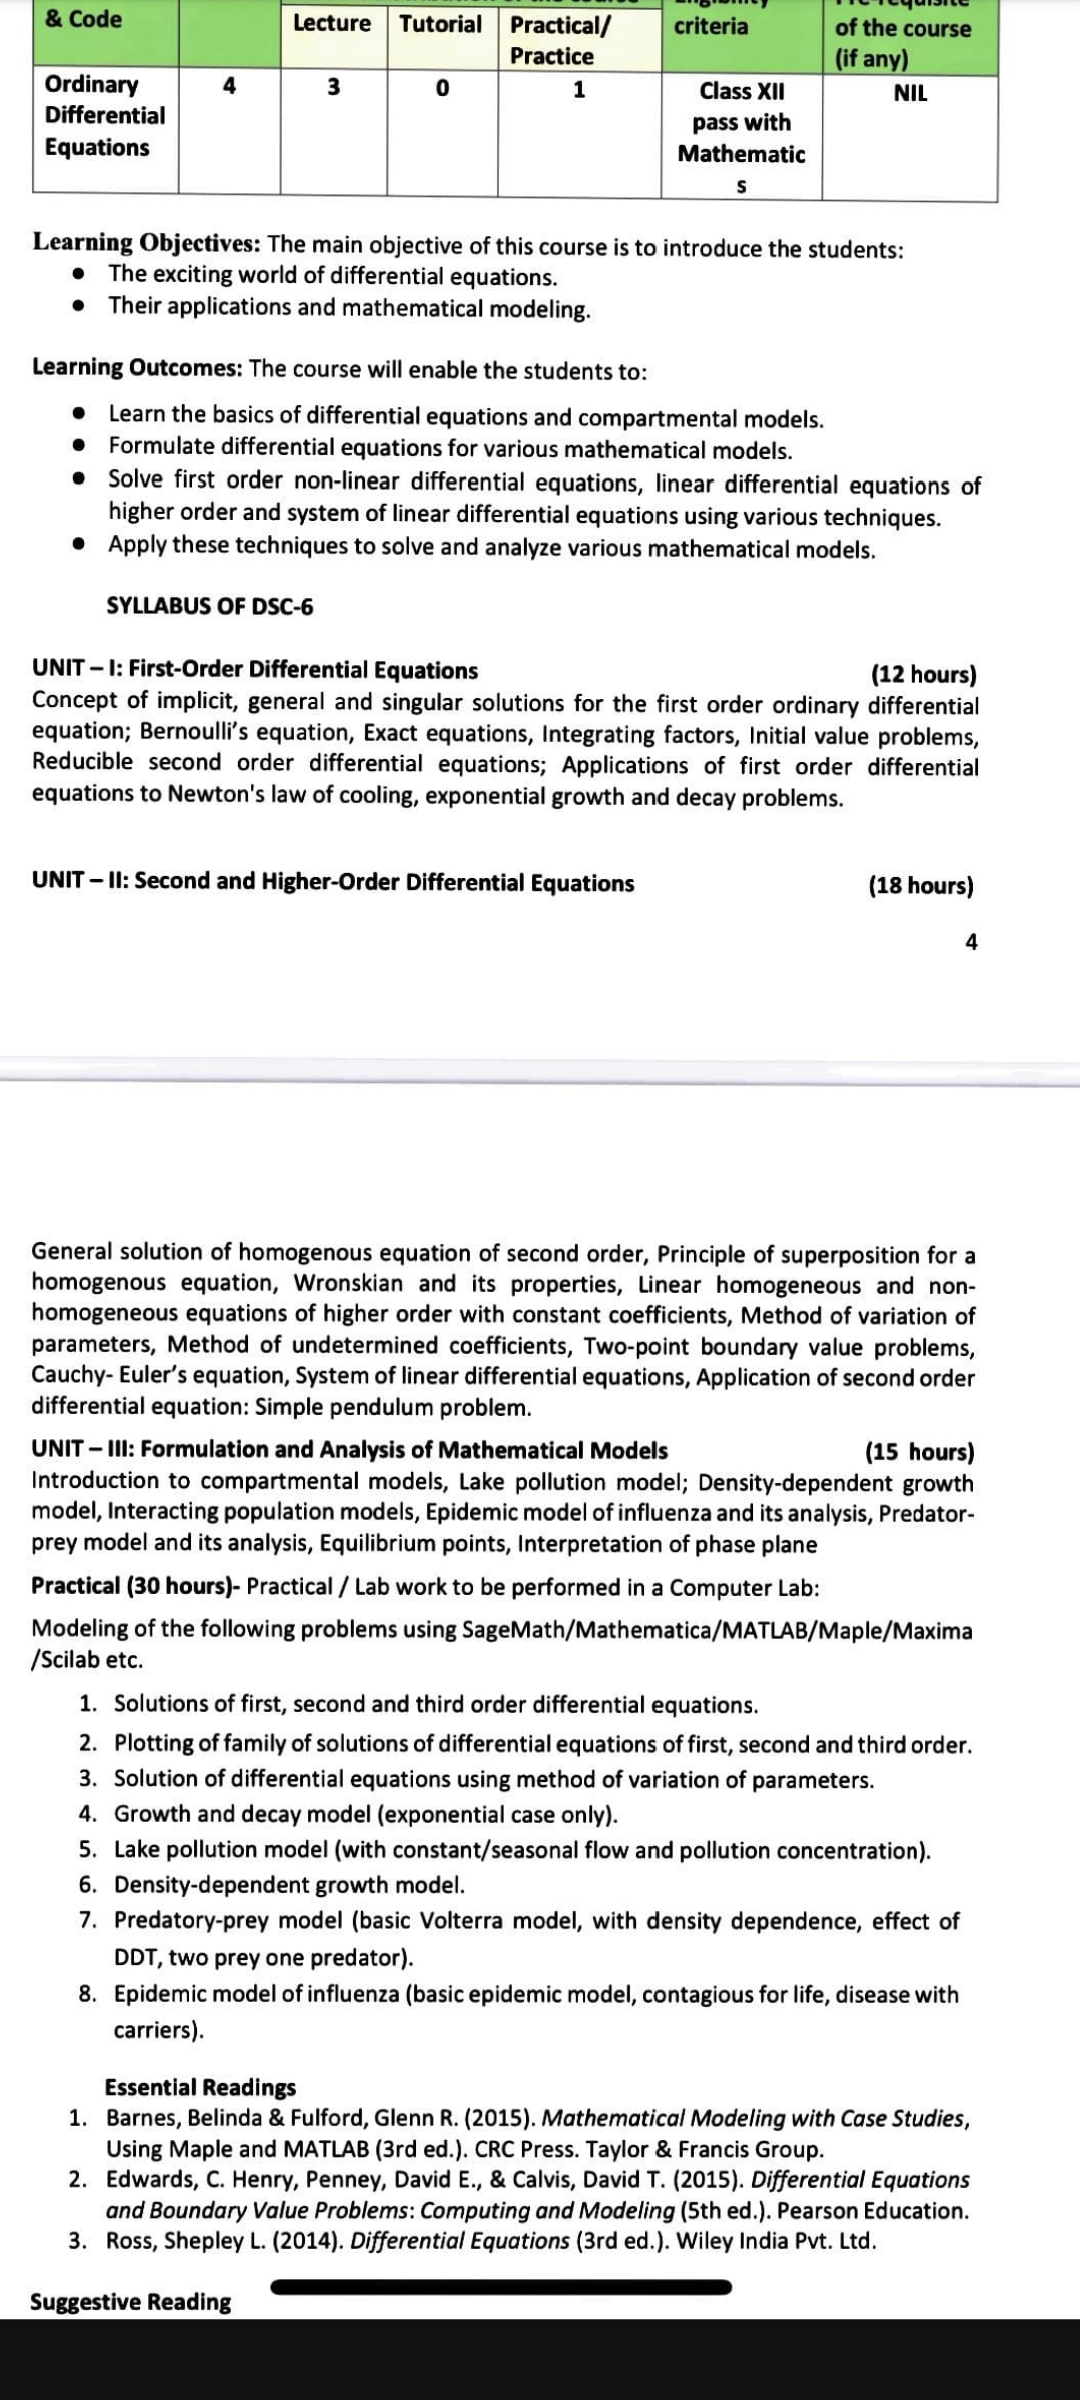 & Code
Lecture Tutorial Practical/ criteria of the course
Practice (if any)
Ordinary 4 3 0 1 Class XII NIL
Differential pass with
Equations Mathematic
s
Learning Objectives: The main objective of this course is to introduce the students:
● The exciting world of differential equations.
● Their applications and mathematical modeling.
Learning Outcomes: The course will enable the students to:
● Learn the basics of differential equations and compartmental models.
● Formulate differential equations for various mathematical models.
● Solve first order non-linear differential equations, linear differential equations of
higher order and system of linear differential equations using various techniques.
● Apply these techniques to solve and analyze various mathematical models.
SYLLABUS OF DSC-6
UNIT – I: First-Order Differential Equations (12 hours)
Concept of implicit, general and singular solutions for the first order ordinary differential
equation; Bernoulli's equation, Exact equations, Integrating factors, Initial value problems,
Reducible second order differential equations; Applications of first order differential
equations to Newton's law of cooling, exponential growth and decay problems.
UNIT – II: Second and Higher-Order Differential Equations (18 hours)
4
General solution of homogenous equation of second order, Principle of superposition for a
homogenous equation, Wronskian and its properties, Linear homogeneous and non-
homogeneous equations of higher order with constant coefficients, Method of variation of
parameters, Method of undetermined coefficients, Two-point boundary value problems,
Cauchy- Euler's equation, System of linear differential equations, Application of second order
differential equation: Simple pendulum problem.
UNIT – III: Formulation and Analysis of Mathematical Models (15 hours)
Introduction to compartmental models, Lake pollution model; Density-dependent growth
model, Interacting population models, Epidemic model of influenza and its analysis, Predator-
prey model and its analysis, Equilibrium points, Interpretation of phase plane
Practical (30 hours)- Practical / Lab work to be performed in a Computer Lab:
Modeling of the following problems using SageMath/Mathematica/MATLAB/Maple/Maxima
/Scilab etc.
1. Solutions of first, second and third order differential equations.
2. Plotting of family of solutions of differential equations of first, second and third order.
3. Solution of differential equations using method of variation of parameters.
4. Growth and decay model (exponential case only).
5. Lake pollution model (with constant/seasonal flow and pollution concentration).
6. Density-dependent growth model.
7. Predatory-prey model (basic Volterra model, with density dependence, effect of
DDT, two prey one predator).
8. Epidemic model of influenza (basic epidemic model, contagious for life, disease with
carriers).
Essential Readings
1. Barnes, Belinda & Fulford, Glenn R. (2015). Mathematical Modeling with Case Studies,
Using Maple and MATLAB (3rd ed.). CRC Press. Taylor & Francis Group.
2. Edwards, C. Henry, Penney, David E., & Calvis, David T. (2015). Differential Equations
and Boundary Value Problems: Computing and Modeling (5th ed.). Pearson Education.
3. Ross, Shepley L. (2014). Differential Equations (3rd ed.). Wiley India Pvt. Ltd.
Suggestive Reading